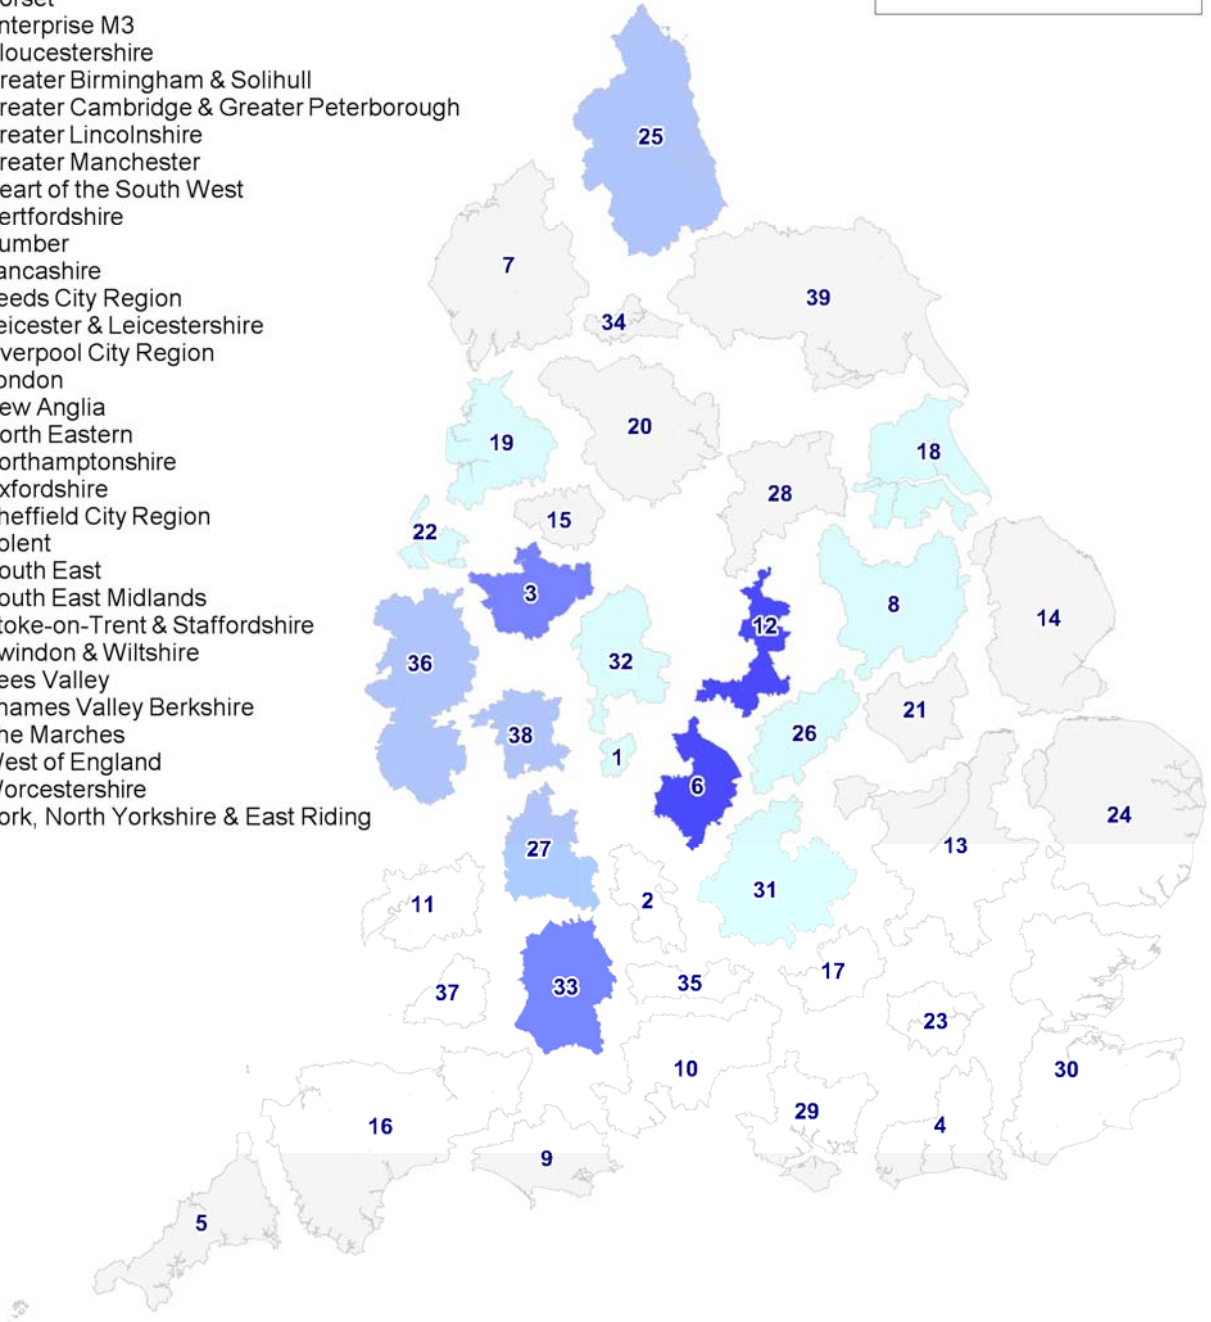 orset
nterprise M3
loucestershire
reater Birmingham & Solihull
reater Cambridge & Greater Peterborough
reater Lincolnshire
reater Manchester
eart of the South West
ertfordshire
umber
ancashire
eeds City Region
eicester & Leicestershire
iverpool City Region
ondon
ew Anglia
orth Eastern
orthamptonshire
xfordshire
heffield City Region
olent
outh East
outh East Midlands
toke-on-Trent & Staffordshire
windon & Wiltshire
ees Valley
hames Valley Berkshire
he Marches
est of England
orcestershire
ork, North Yorkshire & East Riding
25
7
39
34
20
19
18
28
15
22
3
8
14
12
32
36
21
26
38
1
6
24
13
27
31
2
11
17
35
33
37
23
10
30
29
4
16
9
5